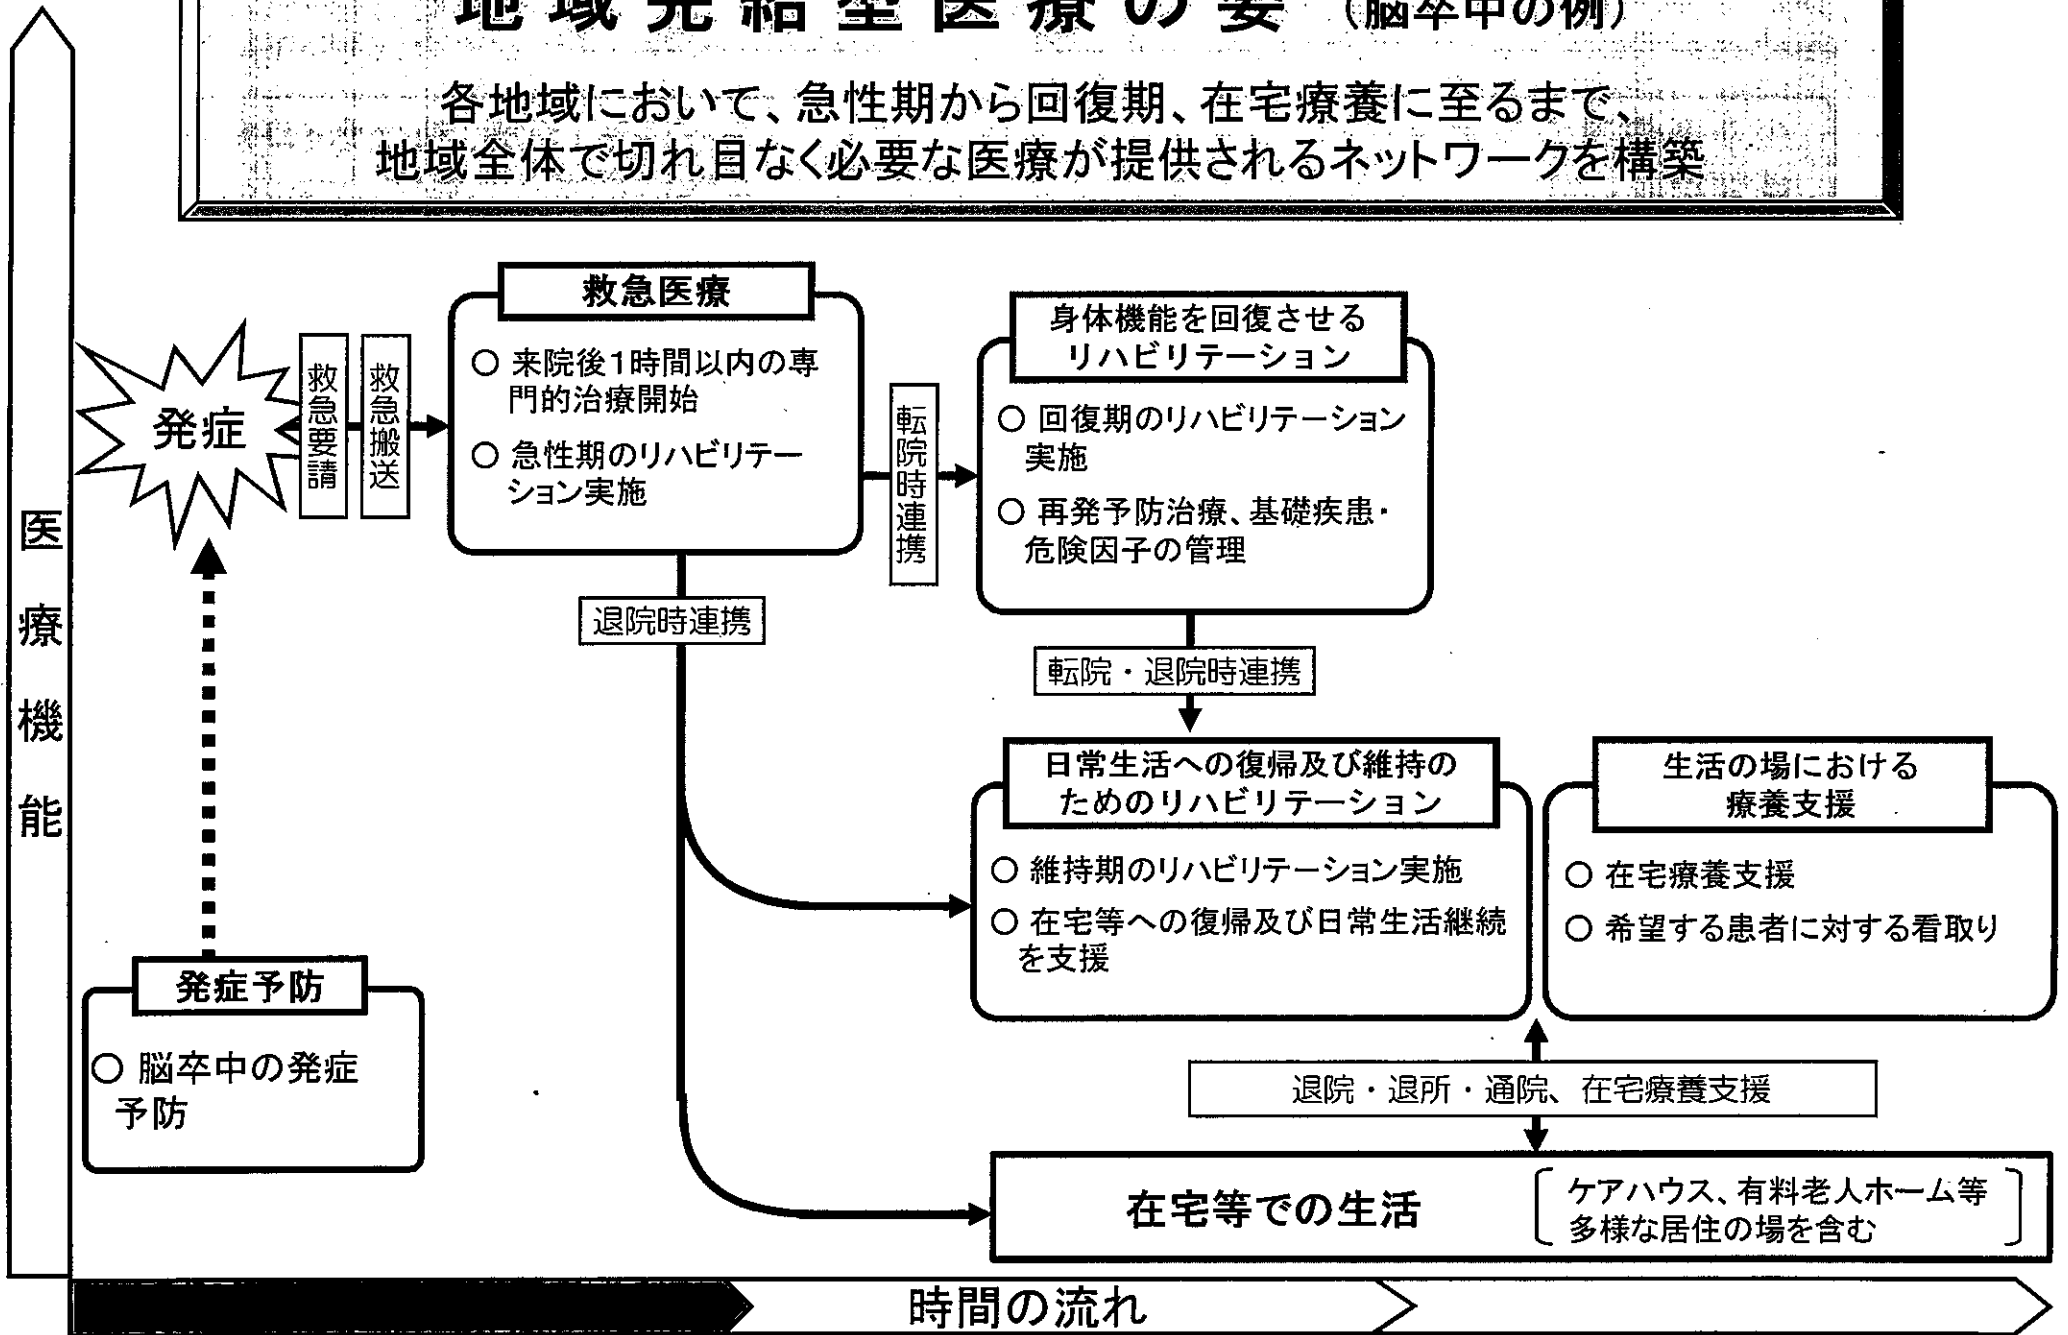 地域完結型医療の姿（脳卒中の例）
各地域において、急性期から回復期、在宅療養に至るまで、
地域全体で切れ目なく必要な医療が提供されるネットワークを構築
医療機能
発症
救急要請
救急搬送
救急医療
○ 来院後1時間以内の専
門的治療開始
○ 急性期のリハビリテー
ション実施
転院時連携
身体機能を回復させる
リハビリテーション
○ 回復期のリハビリテーション
実施
○ 再発予防治療、基礎疾患・
危険因子の管理
退院時連携
転院・退院時連携
日常生活への復帰及び維持の
ためのリハビリテーション
○ 維持期のリハビリテーション実施
○ 在宅等への復帰及び日常生活継続
を支援
生活の場における
療養支援
○ 在宅療養支援
○ 希望する患者に対する看取り
発症予防
○ 脳卒中の発症
予防
退院・退所・通院、在宅療養支援
在宅等での生活
ケアハウス、有料老人ホーム等
多様な居住の場を含む
時間の流れ